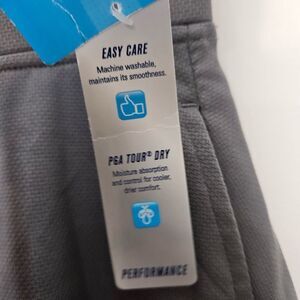 EASY CARE
Machine washable,
maintains its smoothness.
PGA TOUR® DRY
Moisture absorption
and control for cooler,
drier comfort.
PERFORMANCE